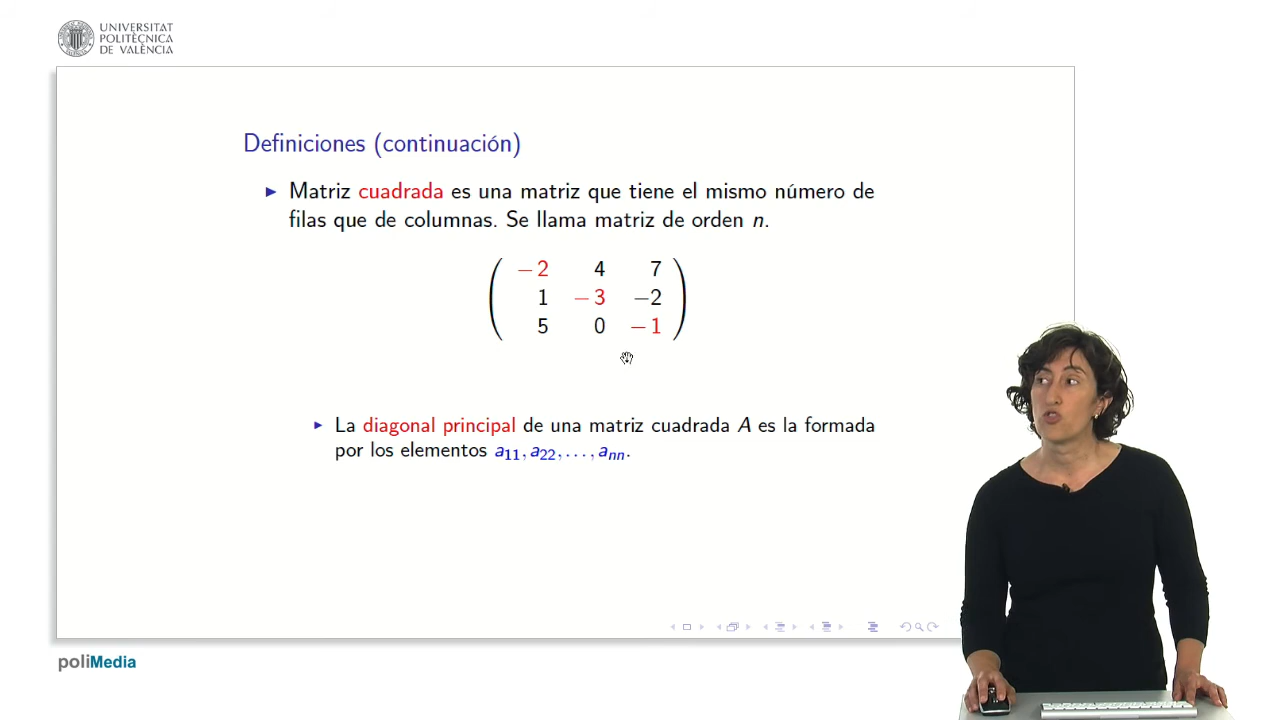 UNIVERSITAT
POLITÈCNICA
DE VALÈNCIA
Definiciones (continuación)
▶ Matriz cuadrada es una matriz que tiene el mismo número de
filas que de columnas. Se llama matriz de orden n.
−2 4 7
1 −3 −2
5 0 −1
▶ La diagonal principal de una matriz cuadrada A es la formada
por los elementos a11, a22, . . . , ann.
poliMedia